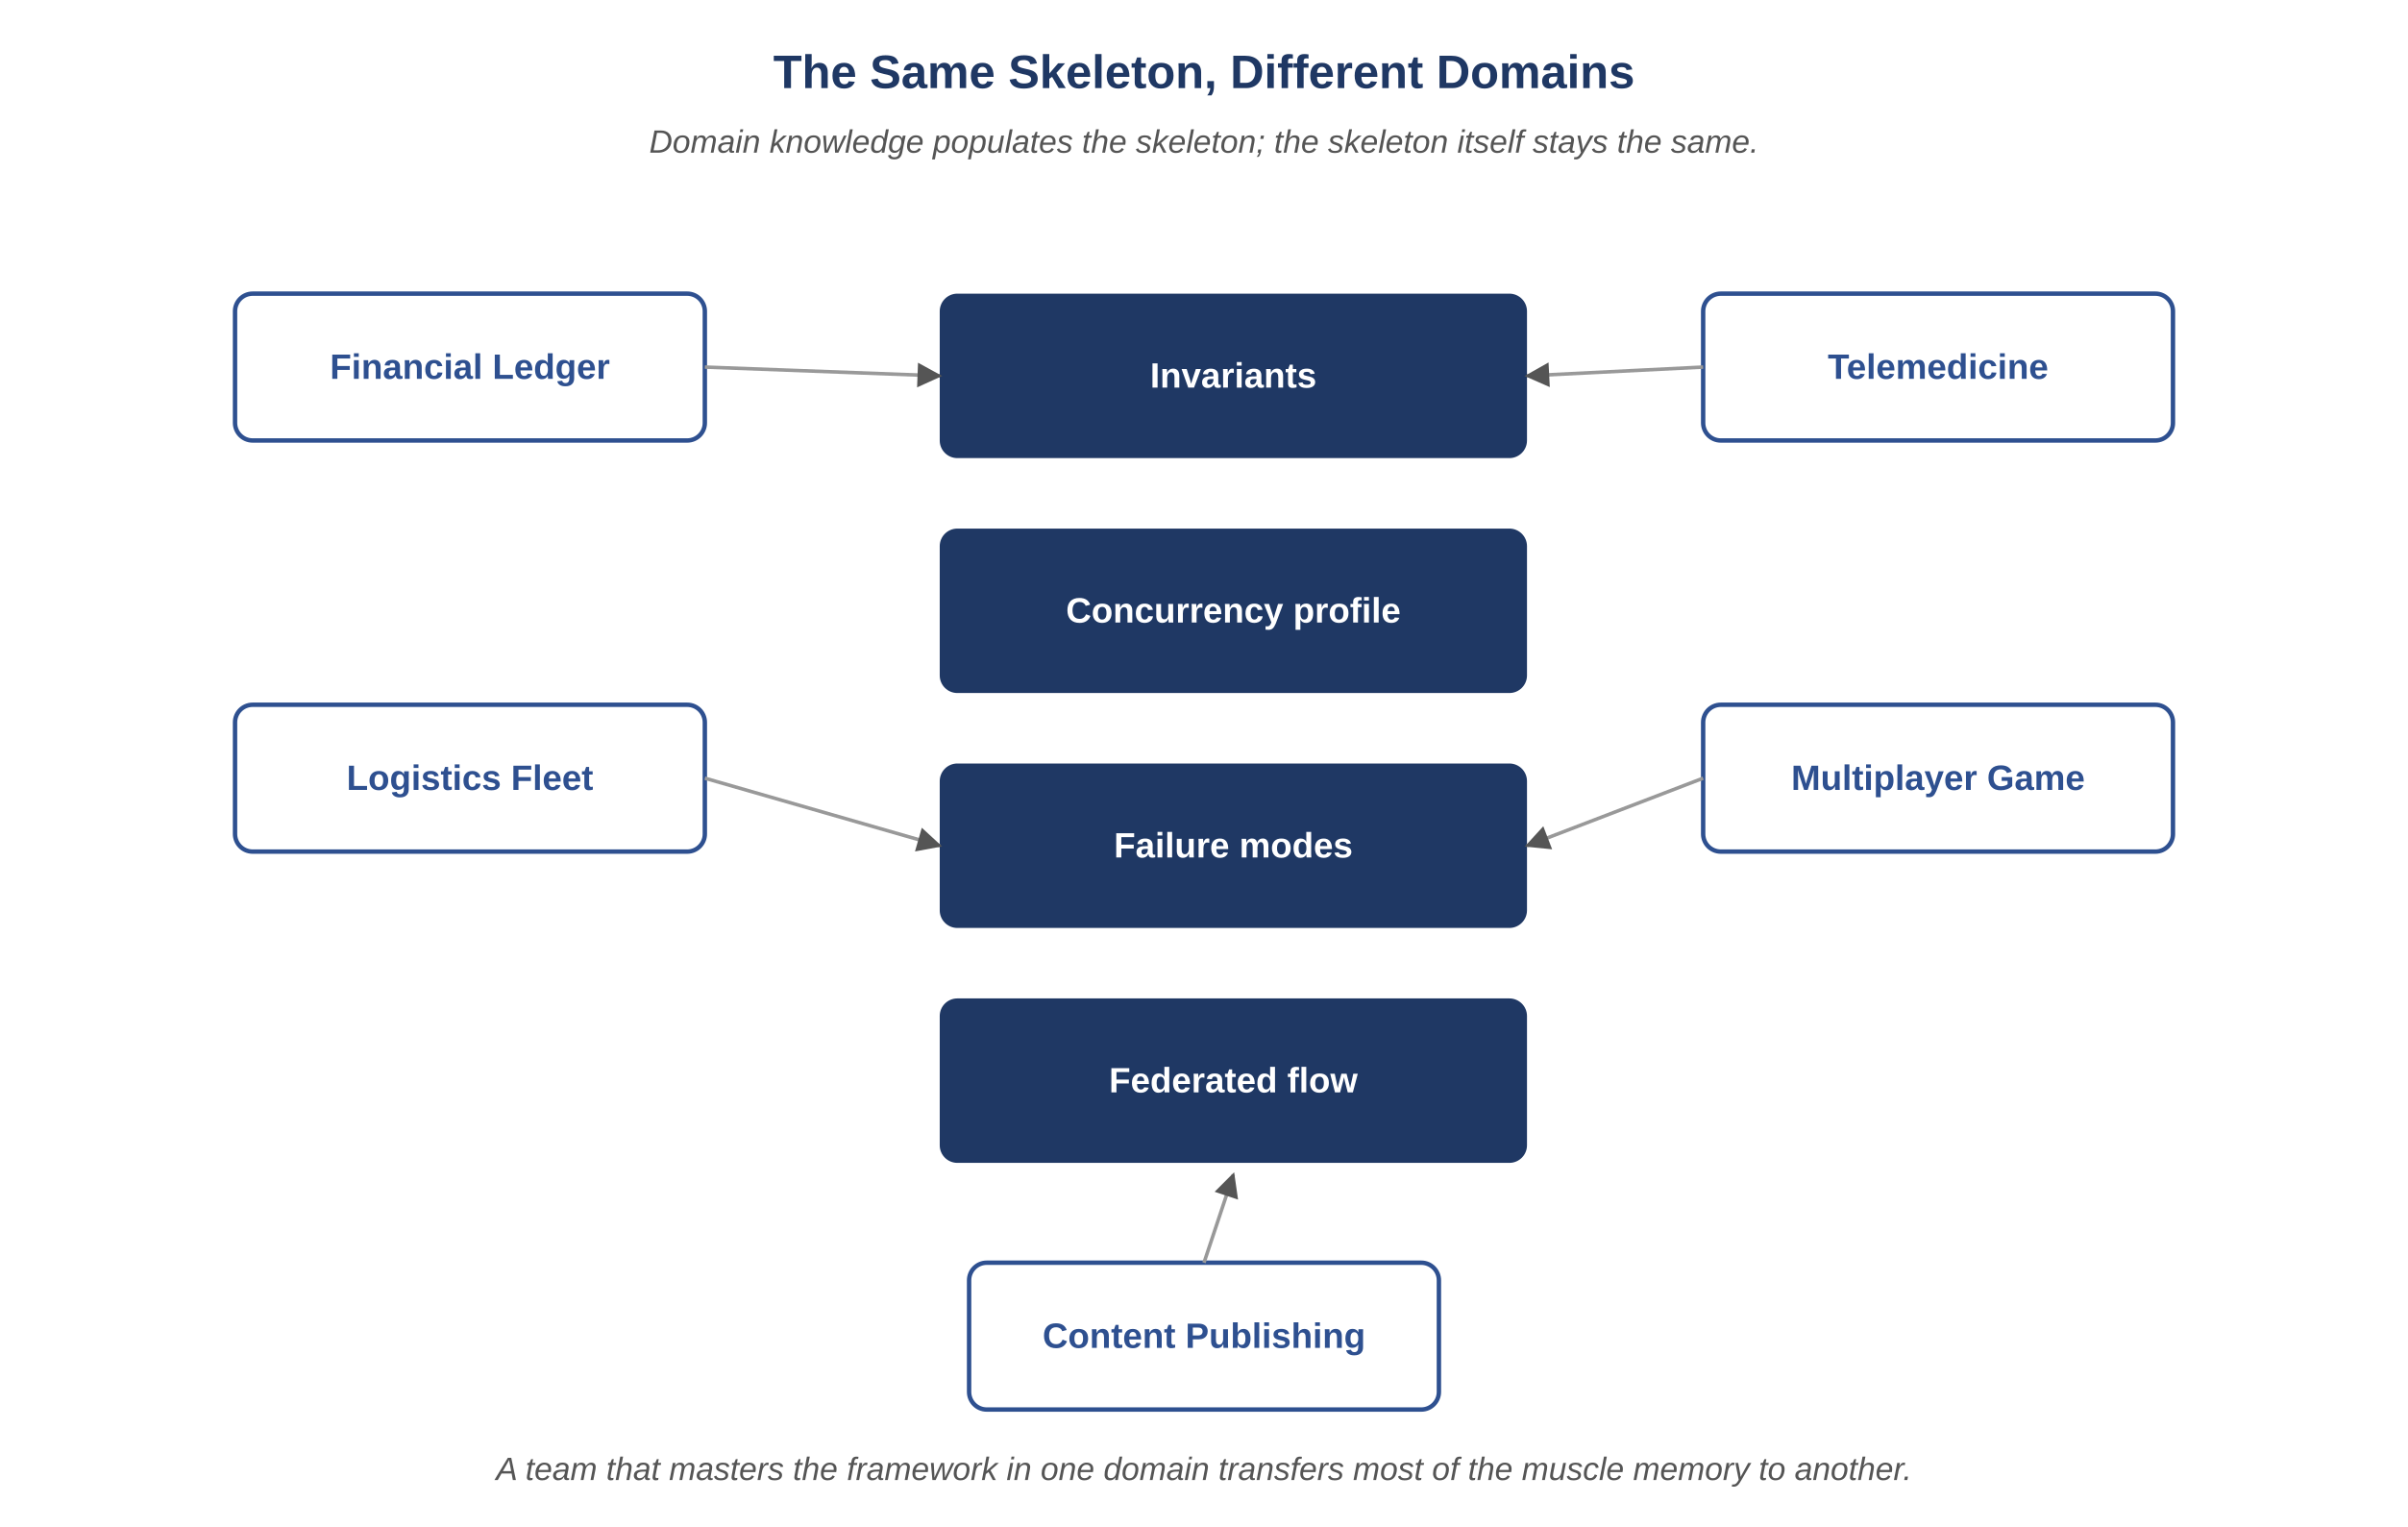 The Same Skeleton, Different Domains
Domain knowledge populates the skeleton; the skeleton itself stays the same.
Financial Ledger
Invariants
Telemedicine
Concurrency profile
Logistics Fleet
Multiplayer Game
Failure modes
Federated flow
Content Publishing
A team that masters the framework in one domain transfers most of the muscle memory to another.